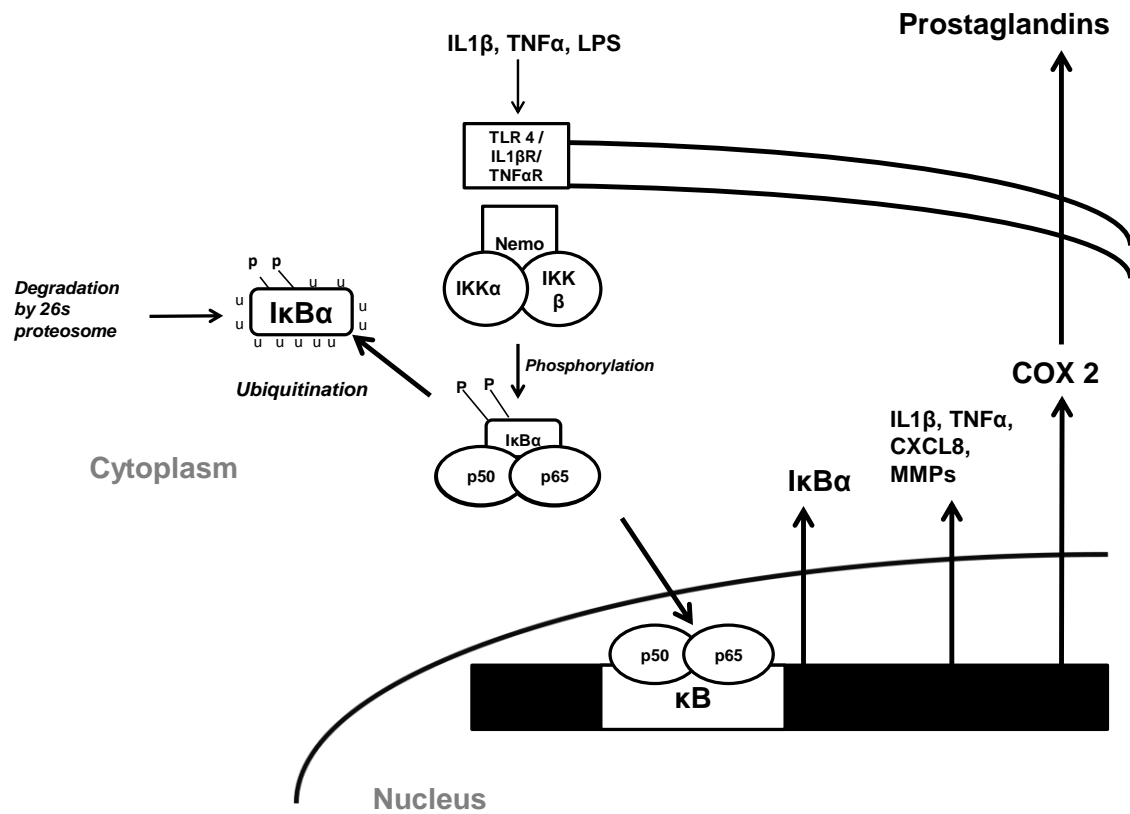 Prostaglandins
IL1β, TNFα, LPS
TLR 4 /
IL1βR/
TNFαR
Nemo
IKKα
IKK
β
p p
u u
Degradation
by 26s
proteosome
u
u
IκBα
u
u
u u u u u
Ubiquitination
Phosphorylation
P P
IκBα
p50
p65
Cytoplasm
COX 2
IL1β, TNFα,
CXCL8,
MMPs
IκBα
p50
p65
κB
Nucleus